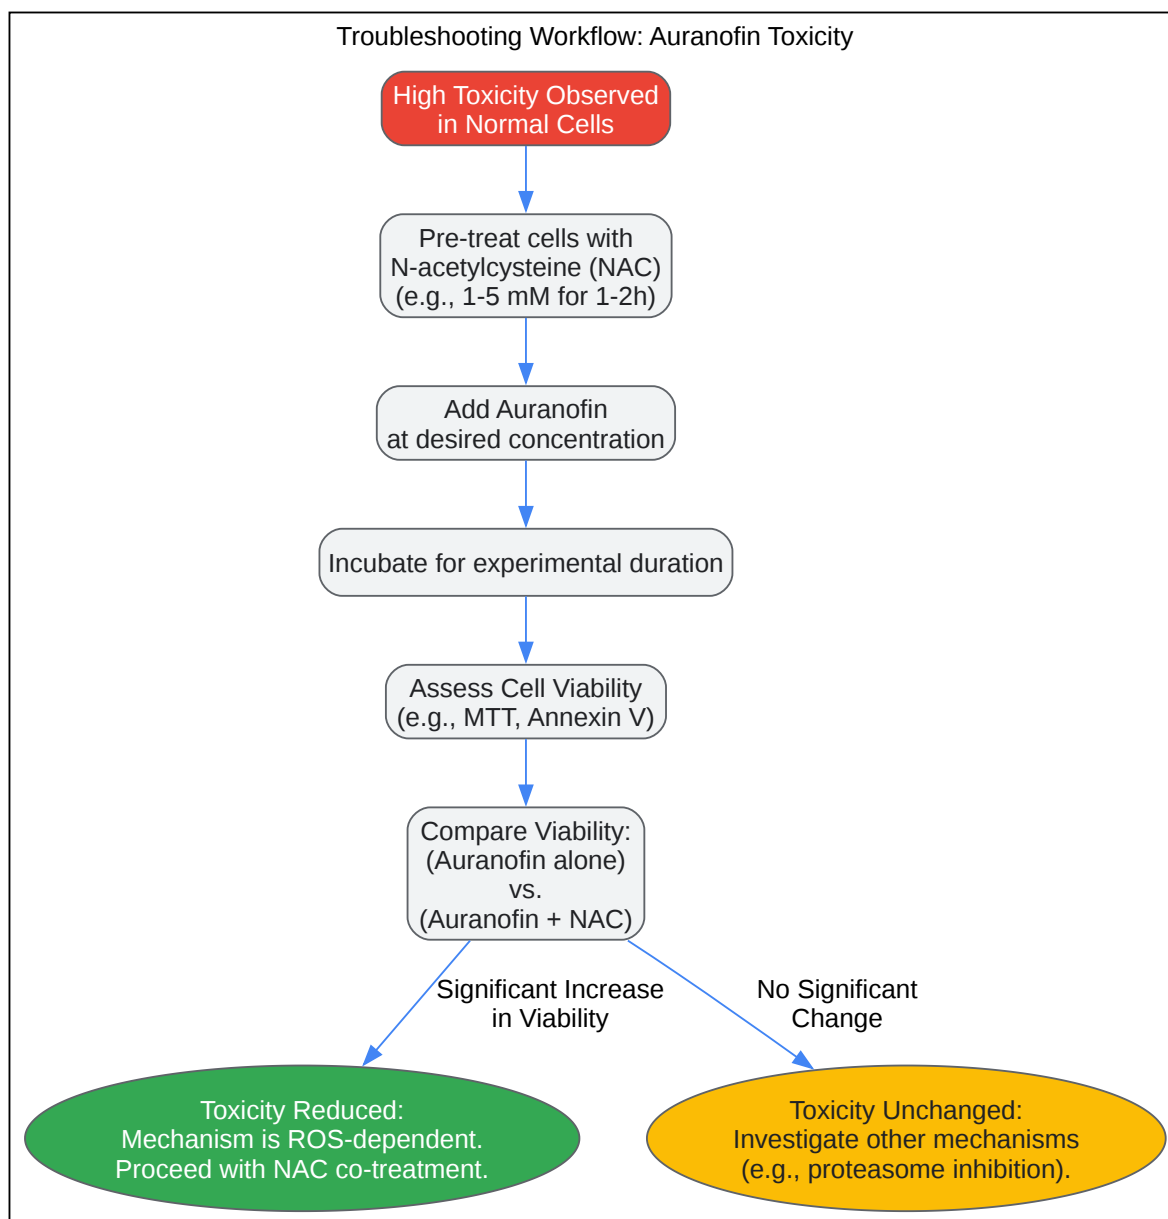 Troubleshooting Workflow: Auranofin Toxicity
High Toxicity Observed
in Normal Cells
Pre-treat cells with
N-acetylcysteine (NAC)
(e.g., 1-5 mM for 1-2h)
Add Auranofin
at desired concentration
Incubate for experimental duration
Assess Cell Viability
(e.g., MTT, Annexin V)
Compare Viability:
(Auranofin alone)
vs.
(Auranofin + NAC)
Significant Increase
in Viability
No Significant
Change
Toxicity Reduced:
Mechanism is ROS-dependent.
Proceed with NAC co-treatment.
Toxicity Unchanged:
Investigate other mechanisms
(e.g., proteasome inhibition).